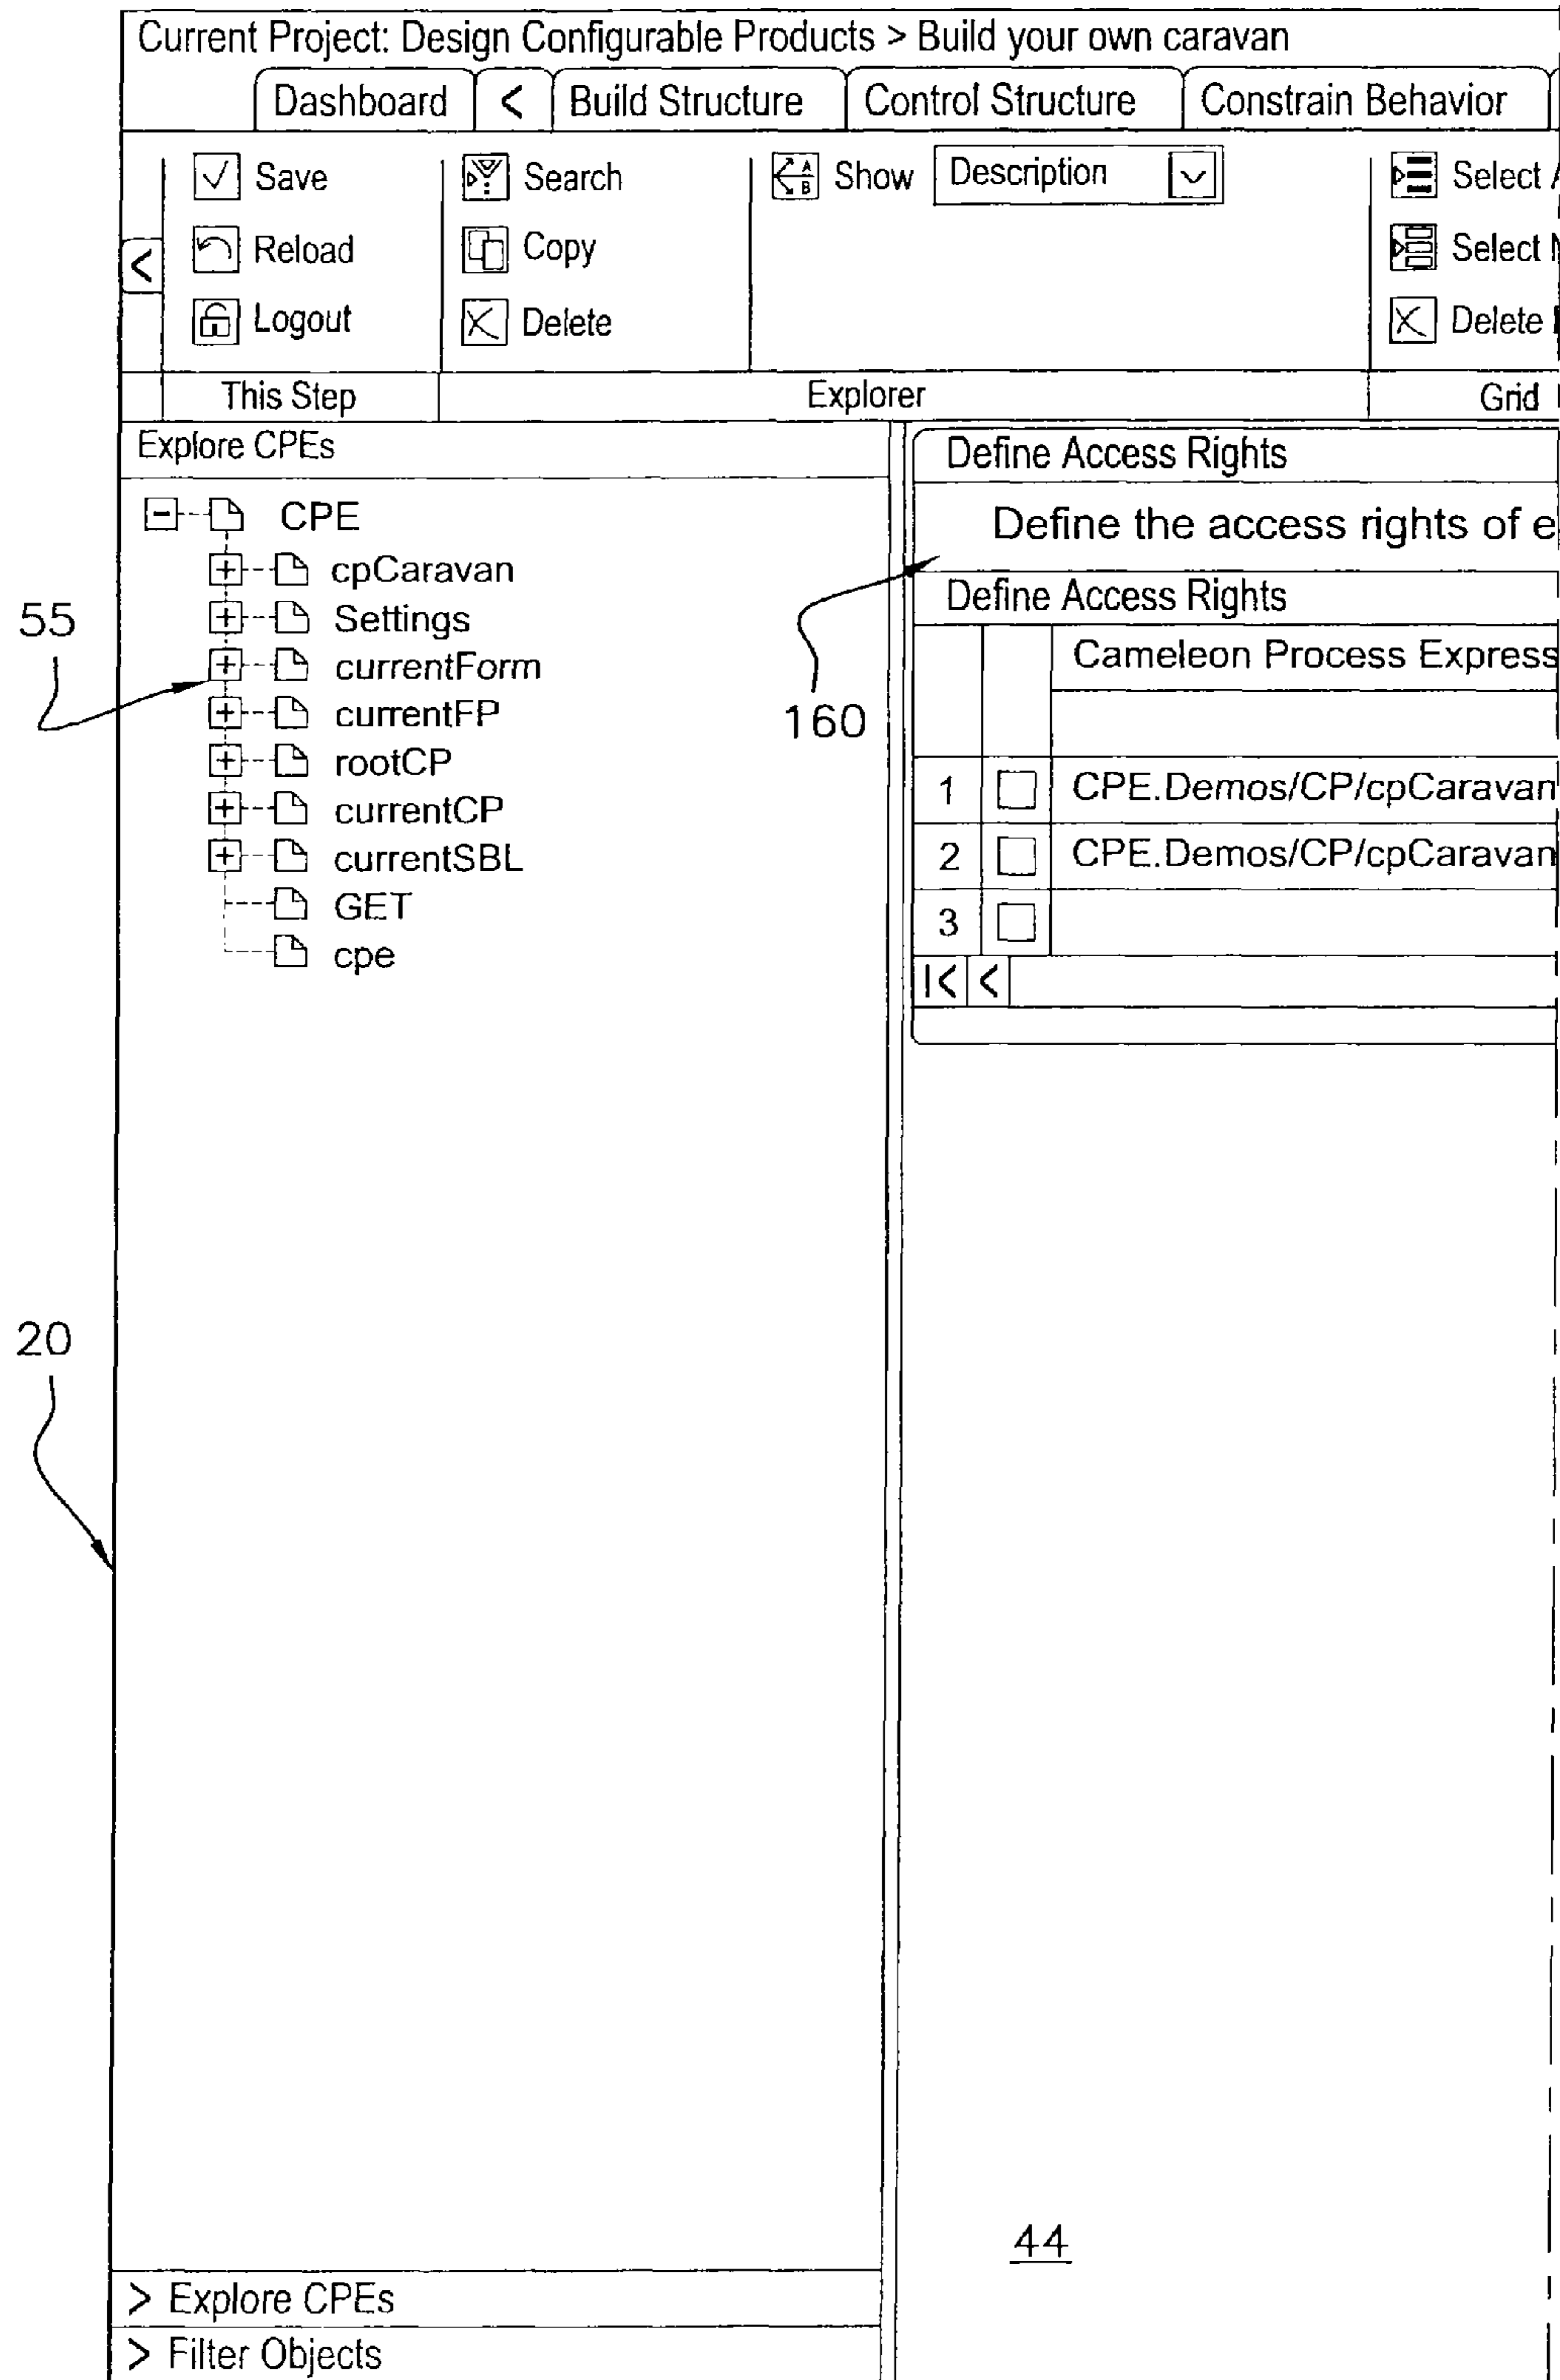 Current Project: Design Configurable Products > Build your own caravan
Dashboard < Build Structure Control Structure Constrain Behavior
Save Search Show Description Select
< Reload Copy Select
Logout Delete Delete
This Step Explorer Grid
Explore CPEs
CPE
cpCaravan
Settings
currentForm
currentFP
rootCP
currentCP
currentSBL
GET
cpe
55
20
Define Access Rights
Define the access rights of e
Define Access Rights
160
Cameleon Process Express
1 CPE.Demos/CP/cpCaravan
2 CPE.Demos/CP/cpCaravan
3
|< <
44
> Explore CPEs
> Filter Objects